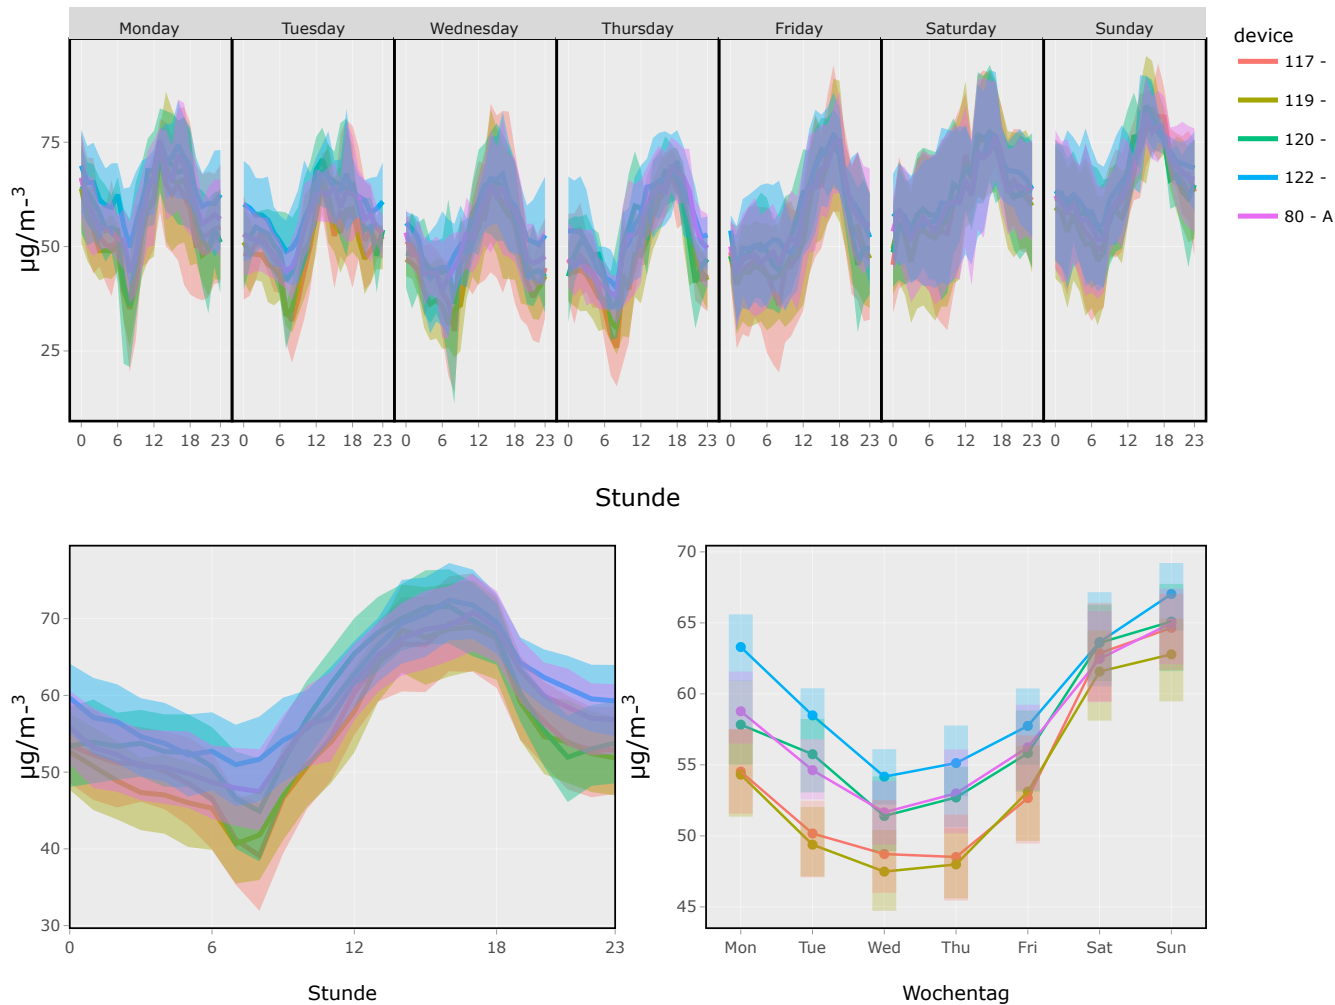 Monday Tuesday Wednesday Thursday Friday Saturday Sunday
device
117 -
119 -
120 -
122 -
80 - A
µg/m-³
75
50
25
0 6 12 18 23 0 6 12 18 23 0 6 12 18 23 0 6 12 18 23 0 6 12 18 23 0 6 12 18 23 0 6 12 18 23
Stunde
µg/m-³
70
60
50
40
30
0 6 12 18 23
Stunde
µg/m-³
70
65
60
55
50
45
Mon Tue Wed Thu Fri Sat Sun
Wochentag